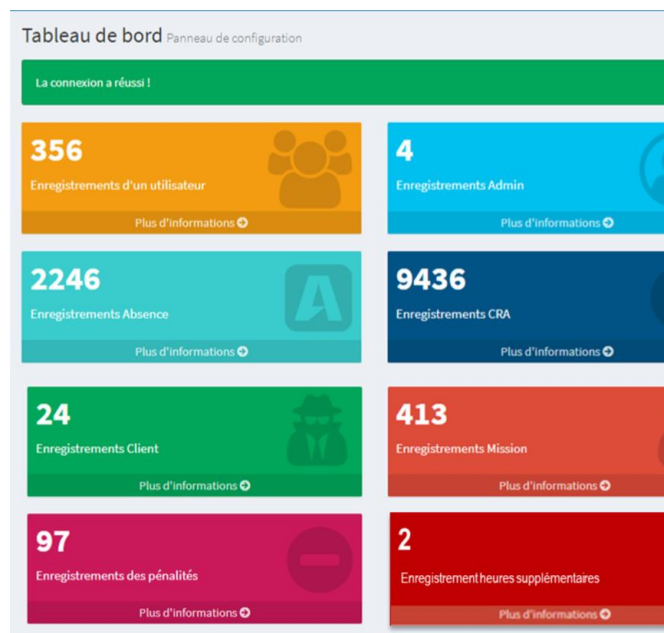 Tableau de bord Panneau de configuration
La connexion a réussi !
356
Enregistrements d'un utilisateur
Plus d'informations
4
Enregistrements Admin
Plus d'informations
2246
Enregistrements Absence
Plus d'informations
9436
Enregistrements CRA
Plus d'informations
24
Enregistrements Client
Plus d'informations
413
Enregistrements Mission
Plus d'informations
97
Enregistrements des pénalités
Plus d'informations
2
Enregistrement heures supplémentaires
Plus d'informations